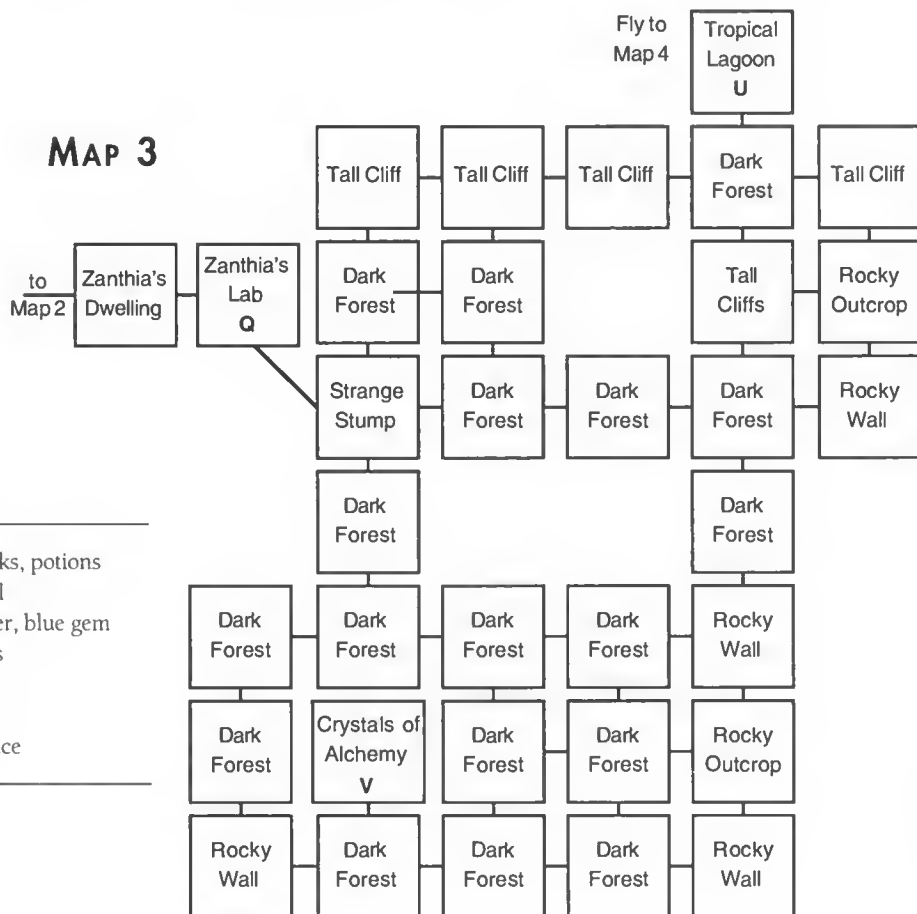 Fly to
Map 4
Tropical
Lagoon
U
MAP 3
Tall Cliff
Tall Cliff
Tall Cliff
Dark
Forest
Tall Cliff
to
Map 2
Zanthia's
Dwelling
Zanthia's
Lab
Q
Dark
Forest
Dark
Forest
Tall
Cliffs
Rocky
Outcrop
Strange
Stump
Dark
Forest
Dark
Forest
Dark
Forest
Rocky
Wall
Dark
Forest
Dark
Forest
ks, potions
er, blue gem
s
ce
Dark
Forest
Dark
Forest
Dark
Forest
Dark
Forest
Rocky
Wall
Dark
Forest
Crystals of
Alchemy
V
Dark
Forest
Dark
Forest
Rocky
Outcrop
Rocky
Wall
Dark
Forest
Dark
Forest
Dark
Forest
Rocky
Wall